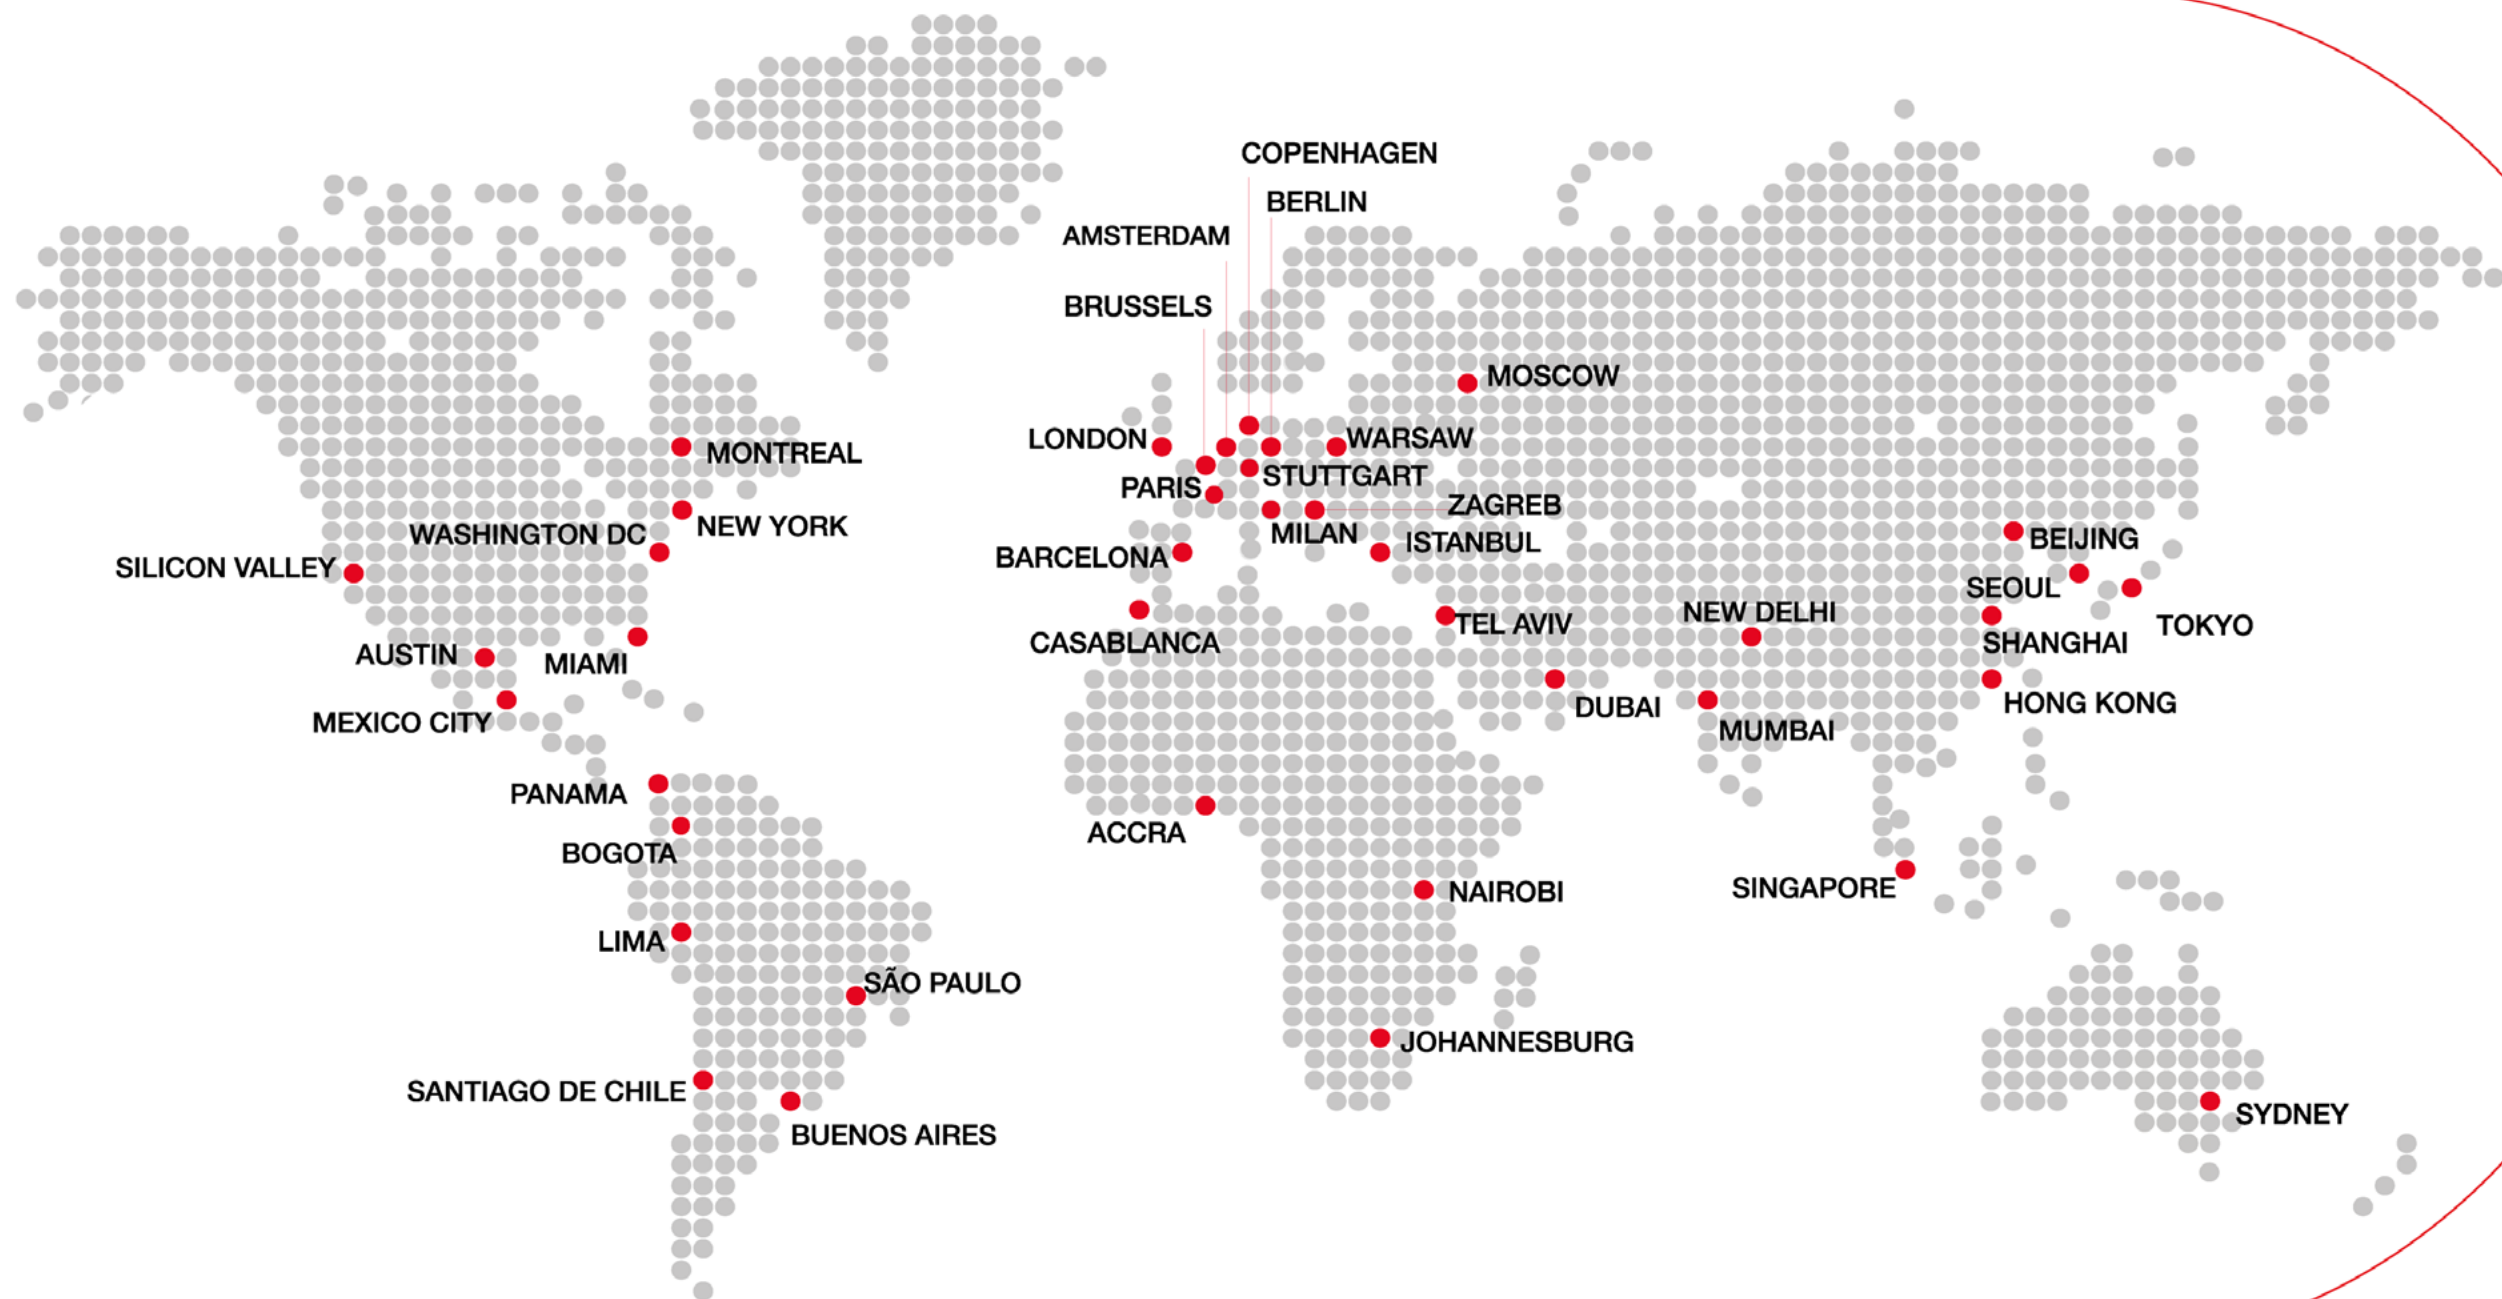 COPENHAGEN
BERLIN
AMSTERDAM
BRUSSELS
MOSCOW
LONDON
WARSAW
MONTREAL
STUTTGART
PARIS
ZAGREB
NEW YORK
WASHINGTON DC
MILAN
ISTANBUL
BEIJING
BARCELONA
SILICON VALLEY
SEOUL
NEW DELHI
TEL AVIV
TOKYO
CASABLANCA
SHANGHAI
AUSTIN
MIAMI
HONG KONG
DUBAI
MEXICO CITY
MUMBAI
PANAMA
ACCRA
BOGOTA
SINGAPORE
NAIROBI
LIMA
SÃO PAULO
JOHANNESBURG
SANTIAGO DE CHILE
SYDNEY
BUENOS AIRES